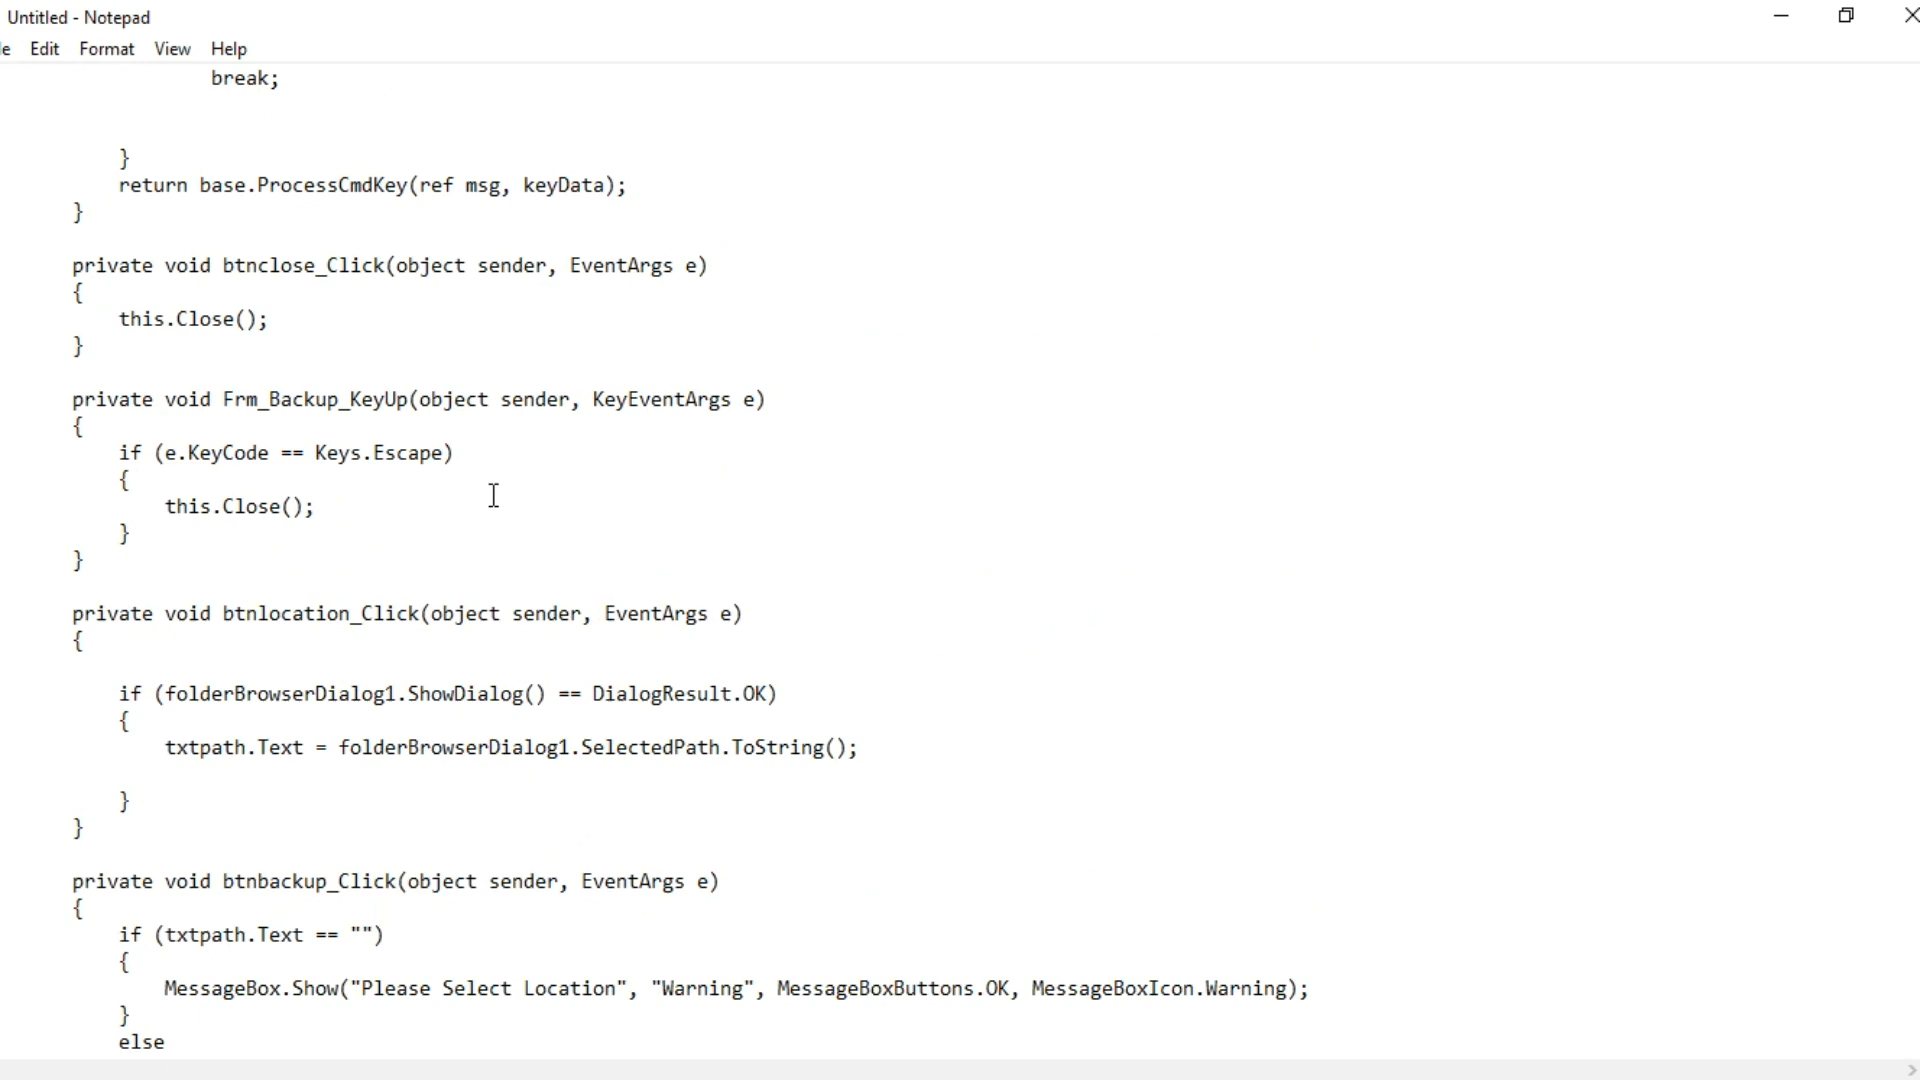 Untitled - Notepad
le Edit Format View Help
break;
}
return base.ProcessCmdKey(ref msg, keyData);
}
private void btnclose_Click(object sender, EventArgs e)
{
this.Close();
}
private void Frm_Backup_KeyUp(object sender, KeyEventArgs e)
{
if (e.KeyCode == Keys.Escape)
{
this.Close();
}
}
private void btnlocation_Click(object sender, EventArgs e)
{
if (folderBrowserDialog1.ShowDialog() == DialogResult.OK)
{
txtpath.Text = folderBrowserDialog1.SelectedPath.ToString();
}
}
private void btnbackup_Click(object sender, EventArgs e)
{
if (txtpath.Text == "")
{
MessageBox.Show("Please Select Location", "Warning", MessageBoxButtons.OK, MessageBoxIcon.Warning);
}
else